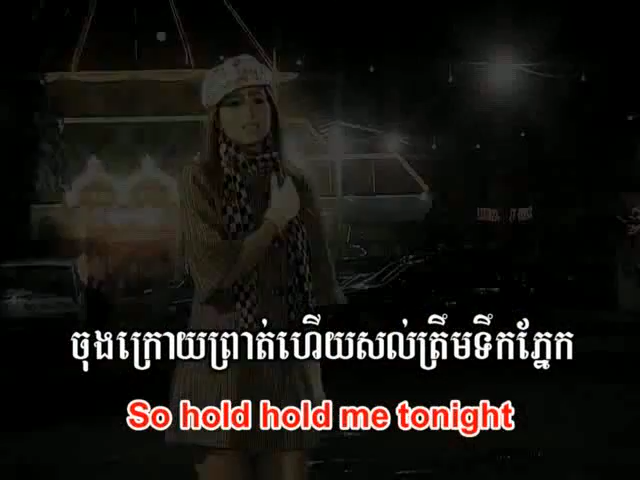 ចុងក្រោយព្រាត់ហើយសល់ត្រឹមទឹកភ្នែក
So hold hold me tonight